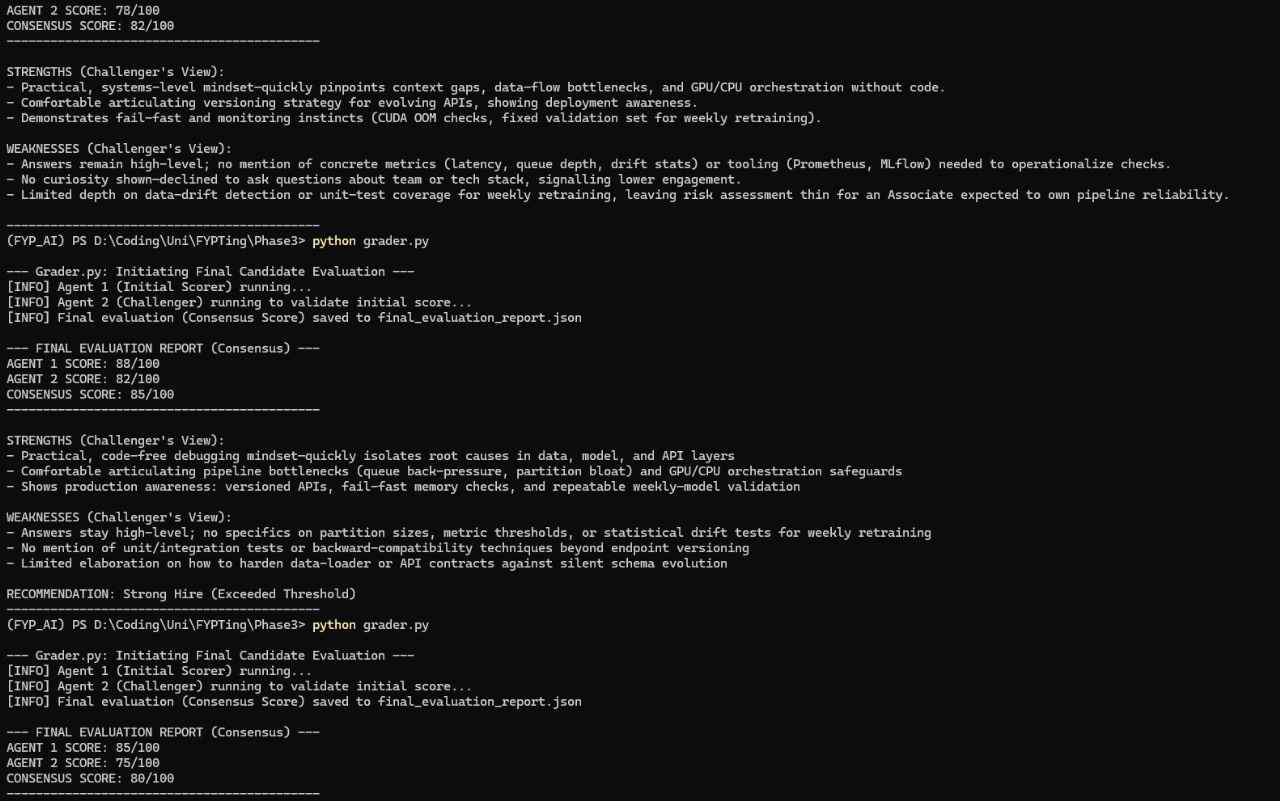 AGENT 2 SCORE: 78/100
CONSENSUS SCORE: 82/100
------------------------------------------
STRENGTHS (Challenger's View):
- Practical, systems-level mindset-quickly pinpoints context gaps, data-flow bottlenecks, and GPU/CPU orchestration without code.
- Comfortable articulating versioning strategy for evolving APIs, showing deployment awareness.
- Demonstrates fail-fast and monitoring instincts (CUDA OOM checks, fixed validation set for weekly retraining).
WEAKNESSES (Challenger's View):
- Answers remain high-level; no mention of concrete metrics (latency, queue depth, drift stats) or tooling (Prometheus, MLflow) needed to operationalize checks.
- No curiosity shown-declined to ask questions about team or tech stack, signalling lower engagement.
- Limited depth on data-drift detection or unit-test coverage for weekly retraining, leaving risk assessment thin for an Associate expected to own pipeline reliability.
------------------------------------------
(FYP_AI) PS D:\Coding\Uni\FYPTing\Phase3> python grader.py
--- Grader.py: Initiating Final Candidate Evaluation ---
[INFO] Agent 1 (Initial Scorer) running...
[INFO] Agent 2 (Challenger) running to validate initial score...
[INFO] Final evaluation (Consensus Score) saved to final_evaluation_report.json
--- FINAL EVALUATION REPORT (Consensus) ---
AGENT 1 SCORE: 88/100
AGENT 2 SCORE: 82/100
CONSENSUS SCORE: 85/100
------------------------------------------
STRENGTHS (Challenger's View):
- Practical, code-free debugging mindset-quickly isolates root causes in data, model, and API layers
- Comfortable articulating pipeline bottlenecks (queue back-pressure, partition bloat) and GPU/CPU orchestration safeguards
- Shows production awareness: versioned APIs, fail-fast memory checks, and repeatable weekly-model validation
WEAKNESSES (Challenger's View):
- Answers stay high-level; no specifics on partition sizes, metric thresholds, or statistical drift tests for weekly retraining
- No mention of unit/integration tests or backward-compatibility techniques beyond endpoint versioning
- Limited elaboration on how to harden data-loader or API contracts against silent schema evolution
RECOMMENDATION: Strong Hire (Exceeded Threshold)
------------------------------------------
(FYP_AI) PS D:\Coding\Uni\FYPTing\Phase3> python grader.py
--- Grader.py: Initiating Final Candidate Evaluation ---
[INFO] Agent 1 (Initial Scorer) running...
[INFO] Agent 2 (Challenger) running to validate initial score...
[INFO] Final evaluation (Consensus Score) saved to final_evaluation_report.json
--- FINAL EVALUATION REPORT (Consensus) ---
AGENT 1 SCORE: 85/100
AGENT 2 SCORE: 75/100
CONSENSUS SCORE: 80/100
------------------------------------------